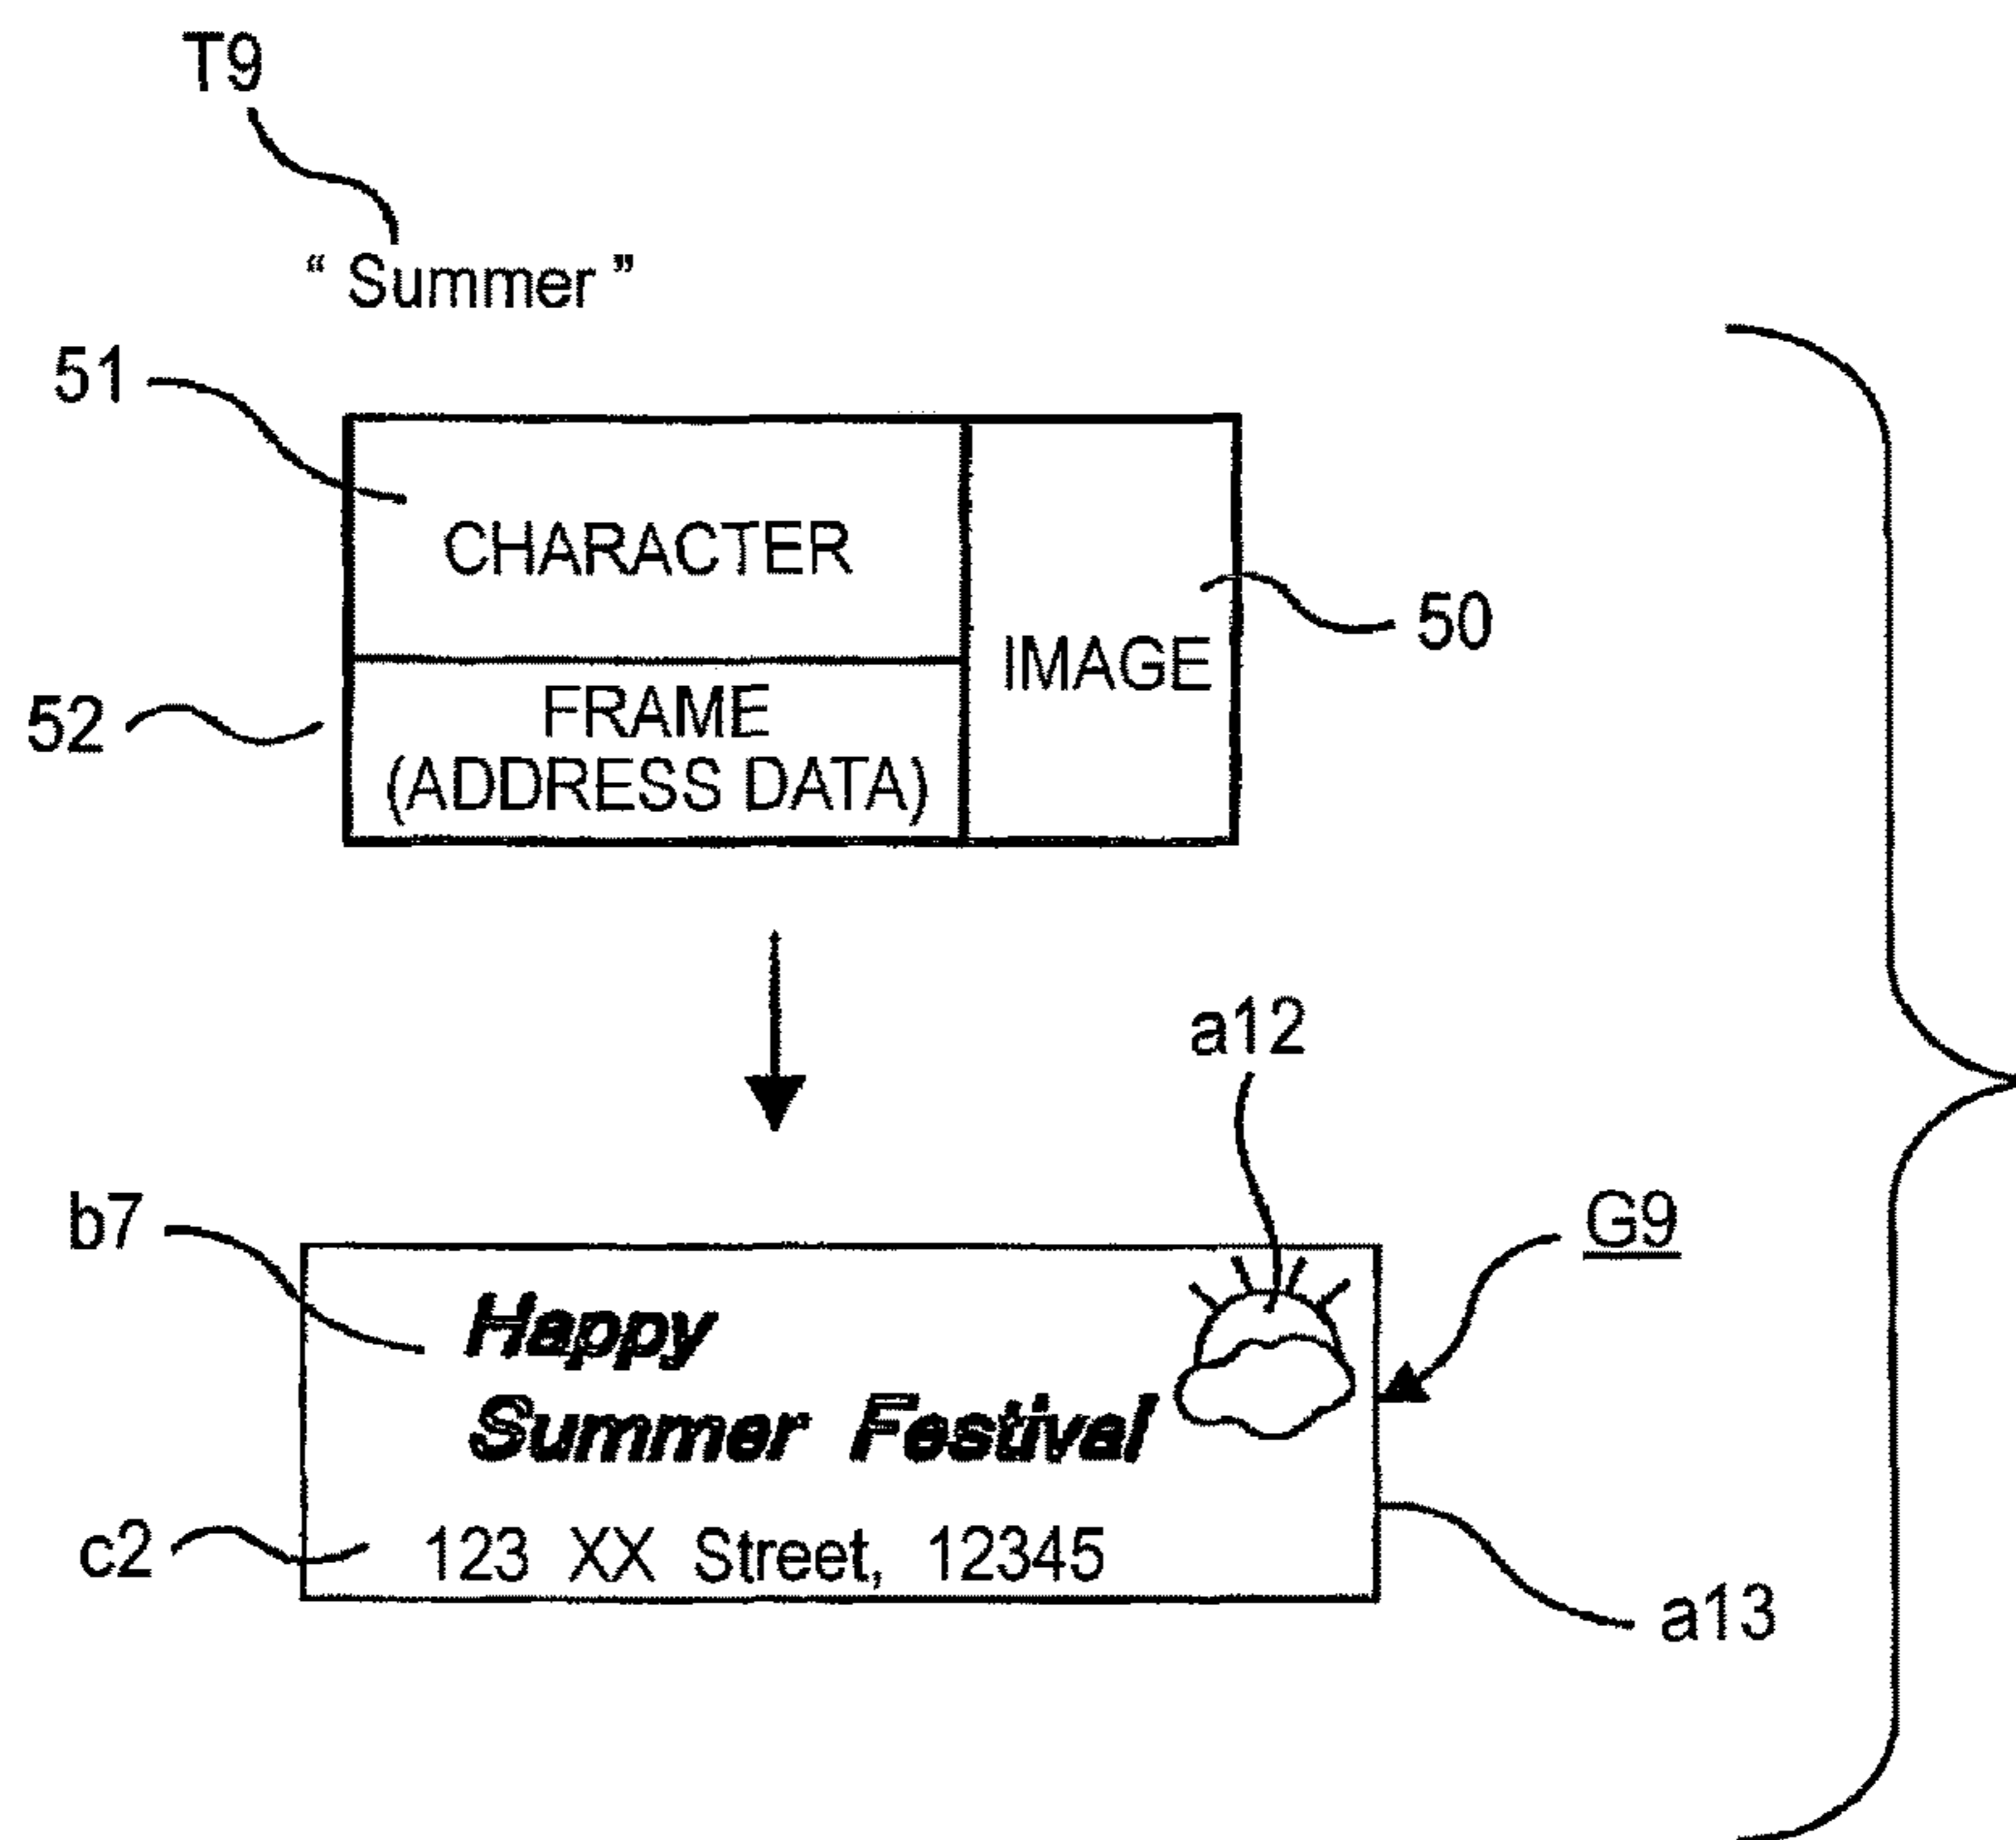 T9
“ Summer ”
51
CHARACTER
50
IMAGE
52
FRAME
(ADDRESS DATA)
a12
b7
G9
Happy
Summer Festival
c2
123 XX Street, 12345
a13